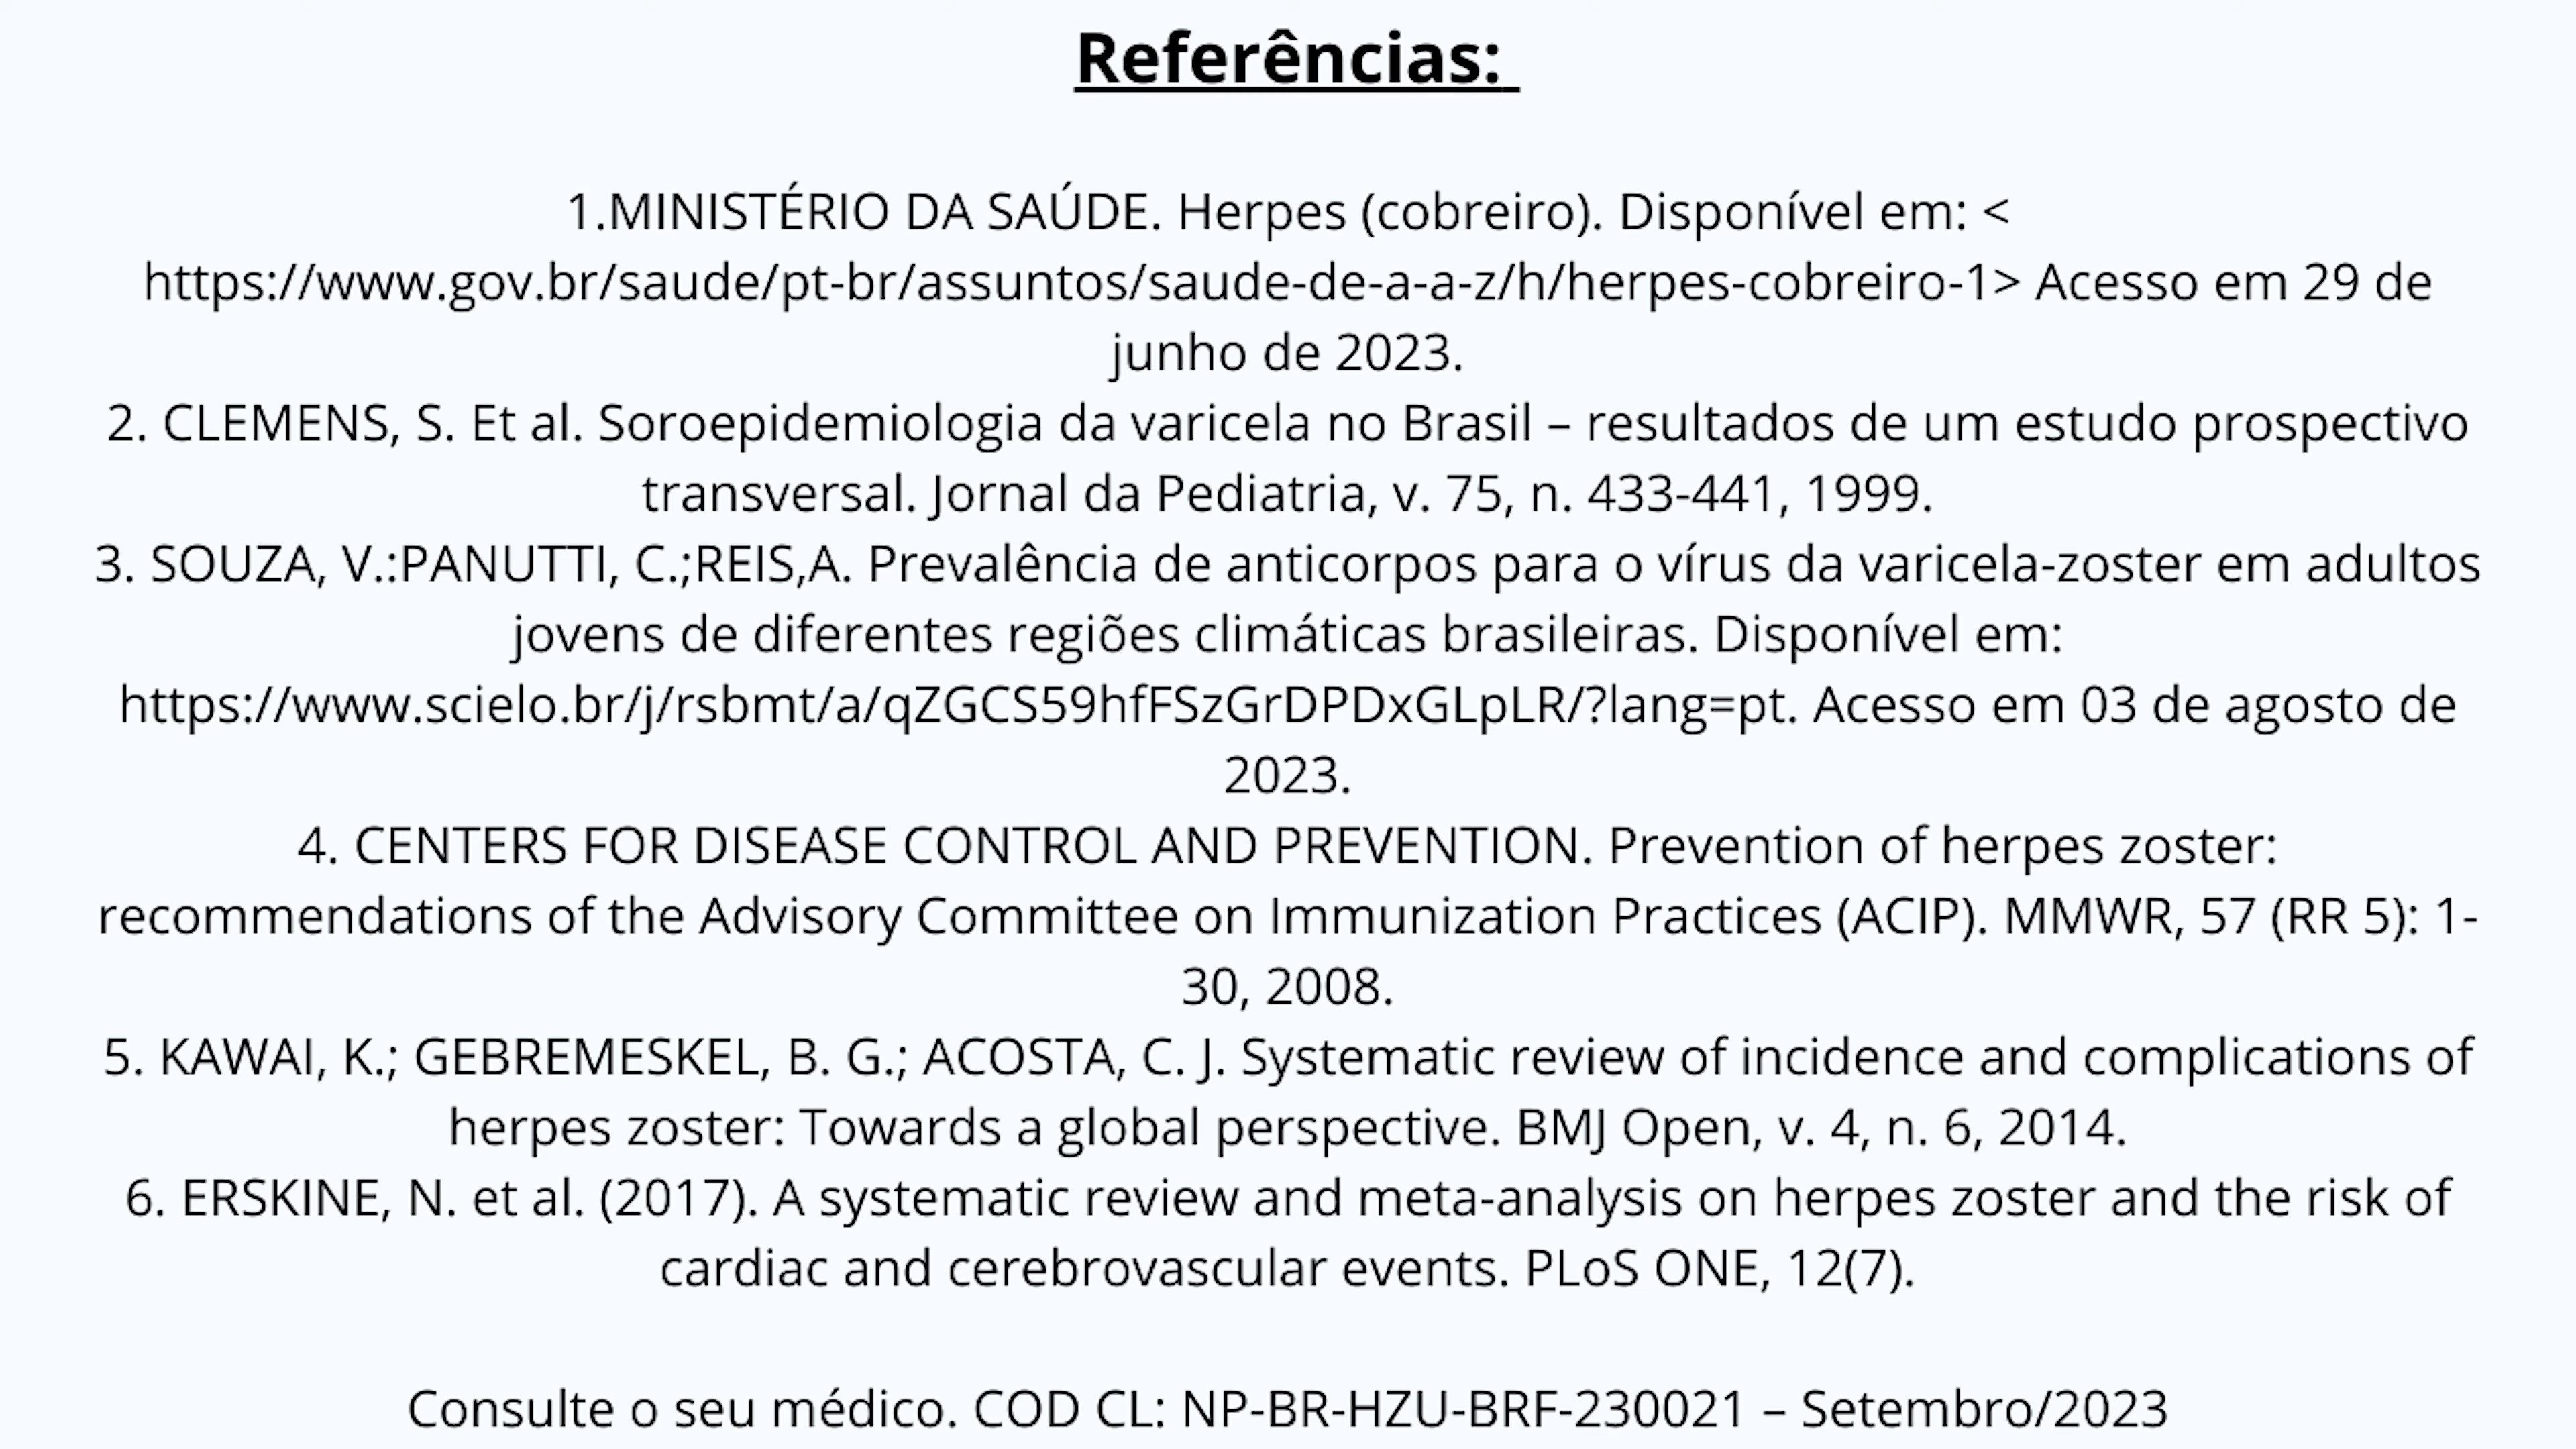 Referências:
1.MINISTÉRIO DA SAÚDE. Herpes (cobreiro). Disponível em: <
https://www.gov.br/saude/pt-br/assuntos/saude-de-a-a-z/h/herpes-cobreiro-1> Acesso em 29 de
junho de 2023.
2. CLEMENS, S. Et al. Soroepidemiologia da varicela no Brasil – resultados de um estudo prospectivo
transversal. Jornal da Pediatria, v. 75, n. 433-441, 1999.
3. SOUZA, V.:PANUTTI, C.;REIS,A. Prevalência de anticorpos para o vírus da varicela-zoster em adultos
jovens de diferentes regiões climáticas brasileiras. Disponível em:
https://www.scielo.br/j/rsbmt/a/qZGCS59hfFSzGrDPDxGLpLR/?lang=pt. Acesso em 03 de agosto de
2023.
4. CENTERS FOR DISEASE CONTROL AND PREVENTION. Prevention of herpes zoster:
recommendations of the Advisory Committee on Immunization Practices (ACIP). MMWR, 57 (RR 5): 1-
30, 2008.
5. KAWAI, K.; GEBREMESKEL, B. G.; ACOSTA, C. J. Systematic review of incidence and complications of
herpes zoster: Towards a global perspective. BMJ Open, v. 4, n. 6, 2014.
6. ERSKINE, N. et al. (2017). A systematic review and meta-analysis on herpes zoster and the risk of
cardiac and cerebrovascular events. PLoS ONE, 12(7).
Consulte o seu médico. COD CL: NP-BR-HZU-BRF-230021 – Setembro/2023